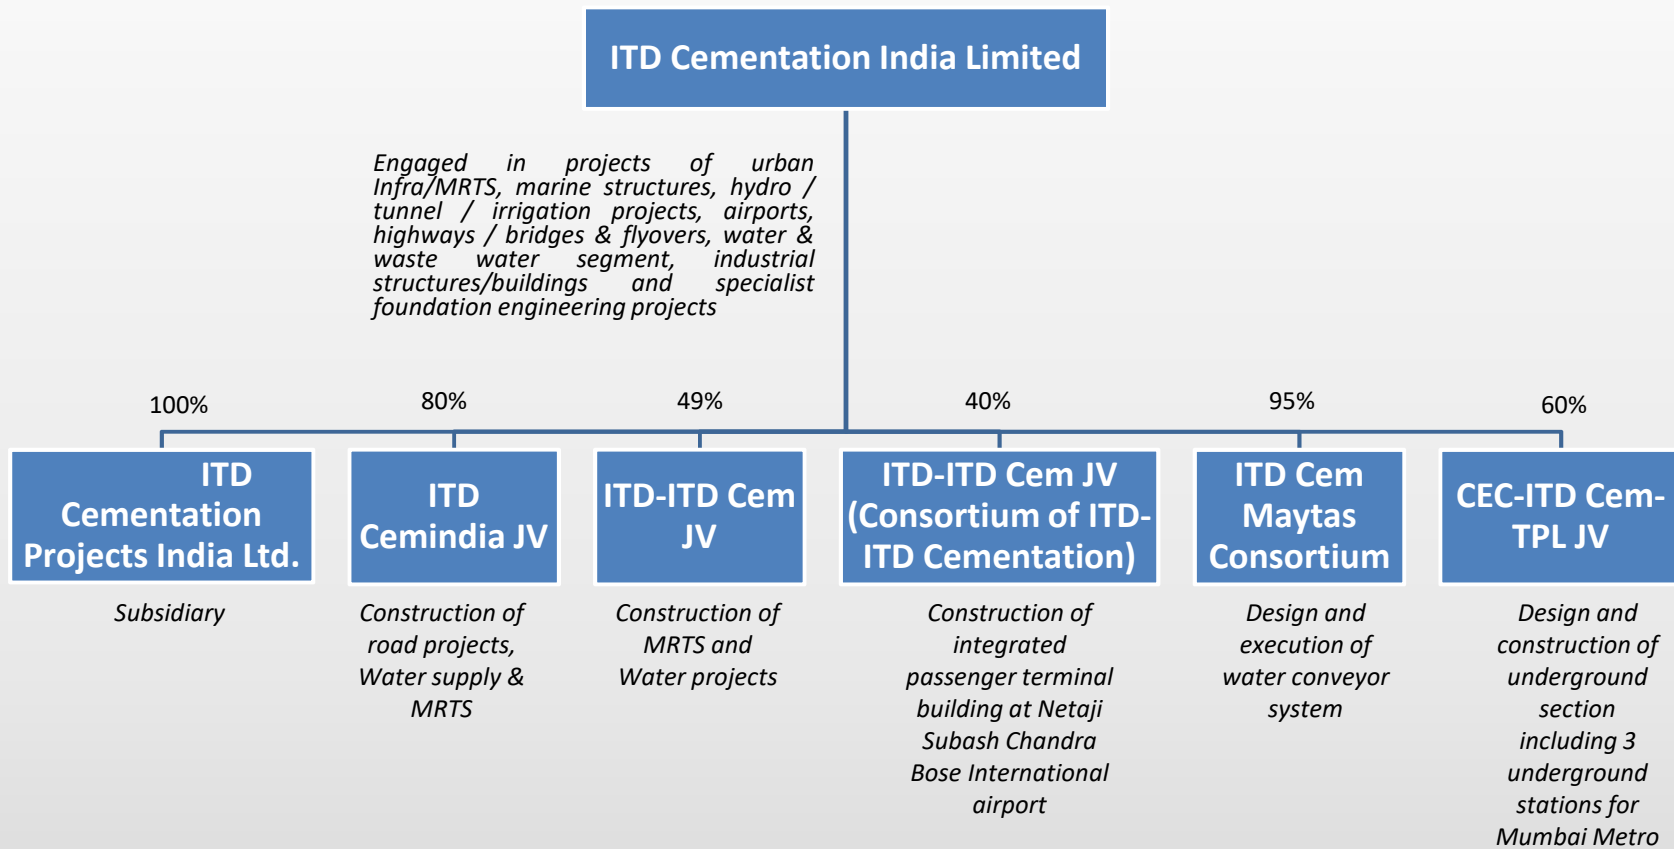 ITD Cementation India Limited
Engaged in projects of urban
Infra/MRTS, marine structures, hydro /
tunnel / irrigation projects, airports,
highways / bridges & flyovers, water &
waste water segment, industrial
structures/buildings and specialist
foundation engineering projects
100%
80%
49%
40%
95%
60%
ITD
Cementation
Projects India Ltd.
ITD
Cemindia JV
ITD-ITD Cem
JV
ITD-ITD Cem JV
(Consortium of ITD-
ITD Cementation)
ITD Cem
Maytas
Consortium
CEC-ITD Cem-
TPL JV
Subsidiary
Construction of
road projects,
Water supply &
MRTS
Construction of
MRTS and
Water projects
Construction of
integrated
passenger terminal
building at Netaji
Subash Chandra
Bose International
airport
Design and
execution of
water conveyor
system
Design and
construction of
underground
section
including 3
underground
stations for
Mumbai Metro